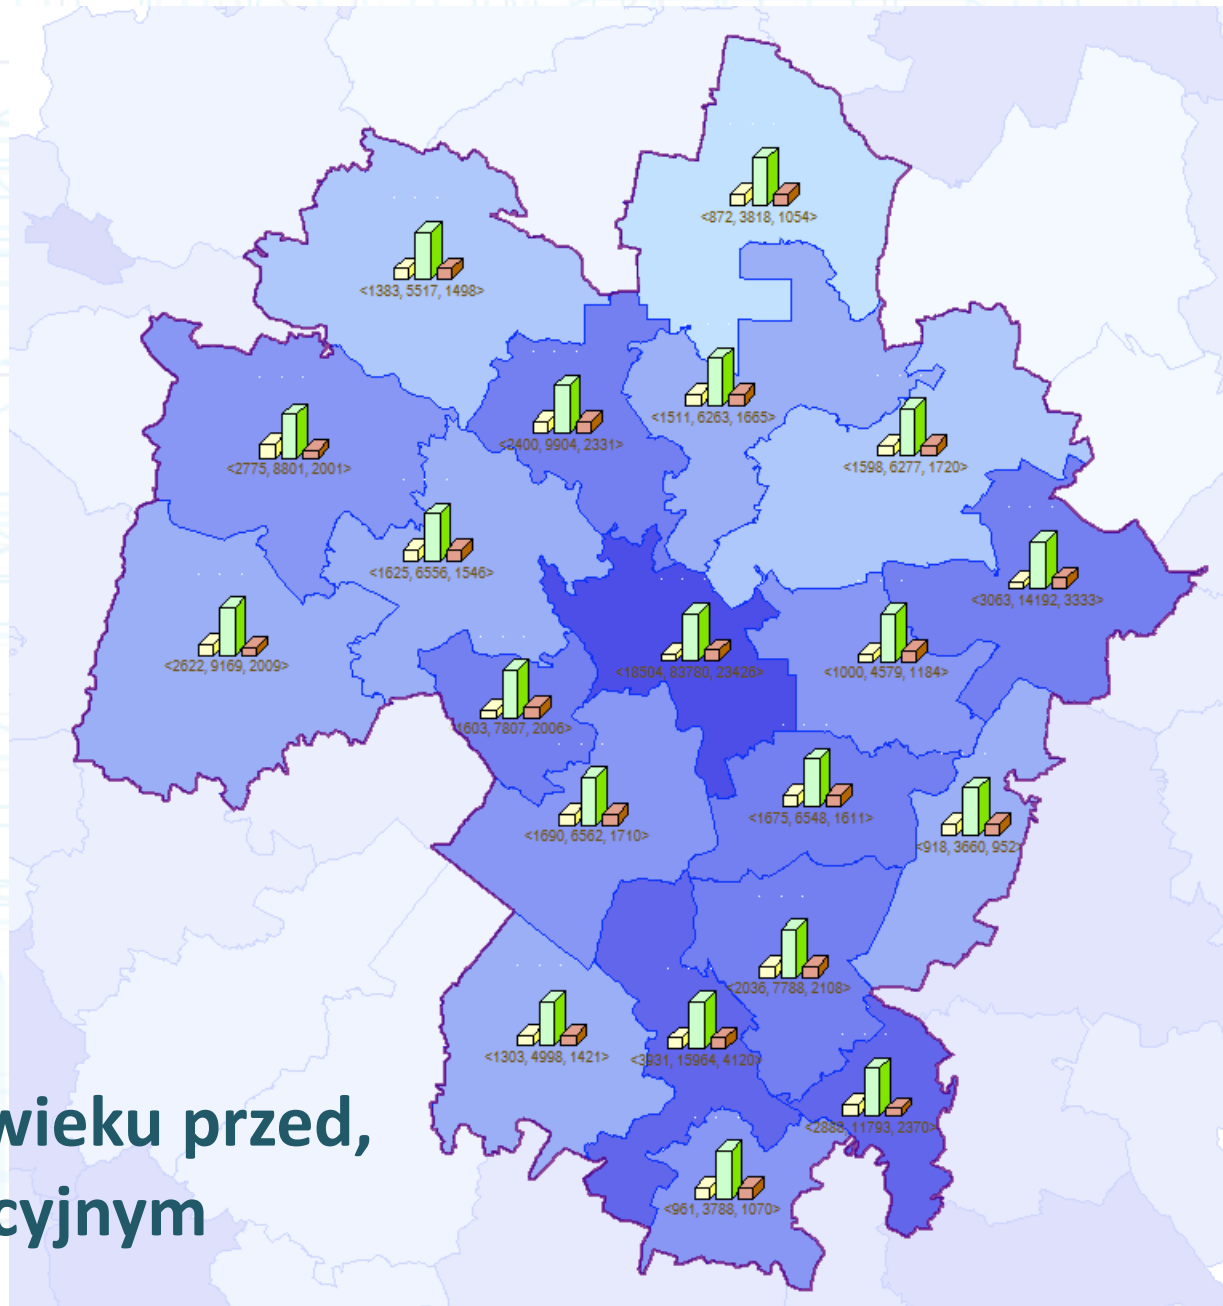 <872, 3818, 1054>
<1383, 5517, 1498>
<1511, 6263, 1665>
<2400, 9904, 2331>
<2775, 8801, 2001>
<1598, 6277, 1720>
<1625, 6556, 1546>
<3063, 14192, 3333>
<2622, 9169, 2009>
<18504, 83780, 23426>
<1000, 4579, 1184>
1603, 7807, 2006>
<1690, 6562, 1710>
<1675, 6548, 1611>
<918, 3660, 952>
<2036, 7788, 2108>
<1303, 4998, 1421>
<3931, 15964, 4120>
wieku przed,
<2888, 11793, 2370>
cyjnym
<961, 3788, 1070>